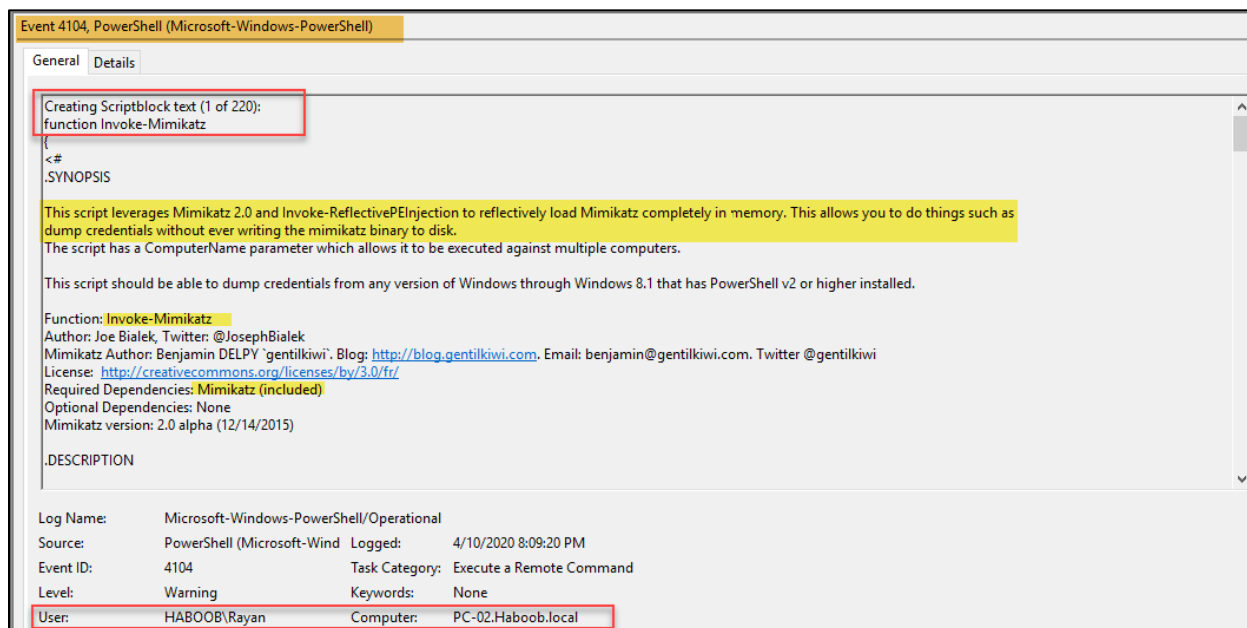 Event 4104, PowerShell (Microsoft-Windows-PowerShell)
General Details
Creating Scriptblock text (1 of 220):
function Invoke-Mimikatz
{
<#
.SYNOPSIS
This script leverages Mimikatz 2.0 and Invoke-ReflectivePEInjection to reflectively load Mimikatz completely in memory. This allows you to do things such as
dump credentials without ever writing the mimikatz binary to disk.
The script has a ComputerName parameter which allows it to be executed against multiple computers.
This script should be able to dump credentials from any version of Windows through Windows 8.1 that has PowerShell v2 or higher installed.
Function: Invoke-Mimikatz
Author: Joe Bialek, Twitter: @JosephBialek
Mimikatz Author: Benjamin DELPY `gentilkiwi`. Blog: http://blog.gentilkiwi.com. Email: benjamin@gentilkiwi.com. Twitter @gentilkiwi
License: http://creativecommons.org/licenses/by/3.0/fr/
Required Dependencies: Mimikatz (included)
Optional Dependencies: None
Mimikatz version: 2.0 alpha (12/14/2015)
.DESCRIPTION
Log Name: Microsoft-Windows-PowerShell/Operational
Source: PowerShell (Microsoft-Wind Logged: 4/10/2020 8:09:20 PM
Event ID: 4104 Task Category: Execute a Remote Command
Level: Warning Keywords: None
User: HABOOB\Rayan Computer: PC-02.Haboob.local